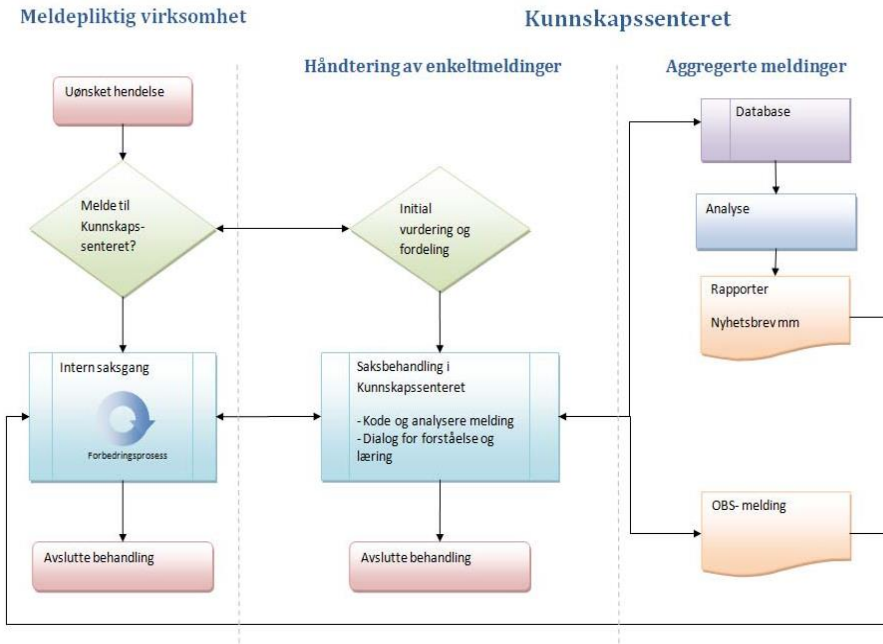 Meldepliktig virksomhet
Kunnskapssenteret
Håndtering av enkeltmeldinger
Aggregerte meldinger
Uønsket hendelse
Melde til
Kunnskaps-
senteret?
Intern saksgang
Forbedringsprosess
Avslutte behandling
Initial
vurdering og
fordeling
Saksbehandling i
Kunnskapssenteret
- Kode og analysere melding
- Dialog for forståelse og
læring
Avslutte behandling
Database
Analyse
Rapporter
Nyhetsbrev mm
OBS- melding